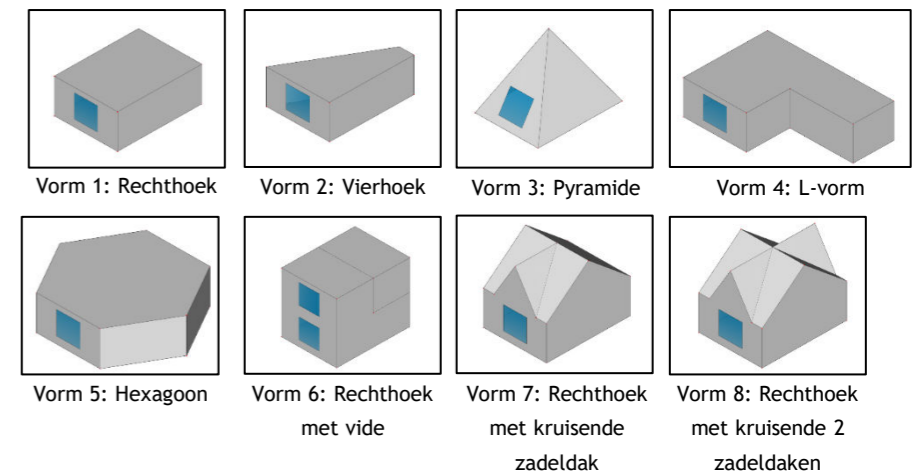 Vorm 1: Rechthoek
Vorm 2: Vierhoek
Vorm 3: Pyramide
Vorm 4: L-vorm
Vorm 5: Hexagoon
Vorm 6: Rechthoek
met vide
Vorm 7: Rechthoek
met kruisende
zadeldak
Vorm 8: Rechthoek
met kruisende 2
zadeldaken